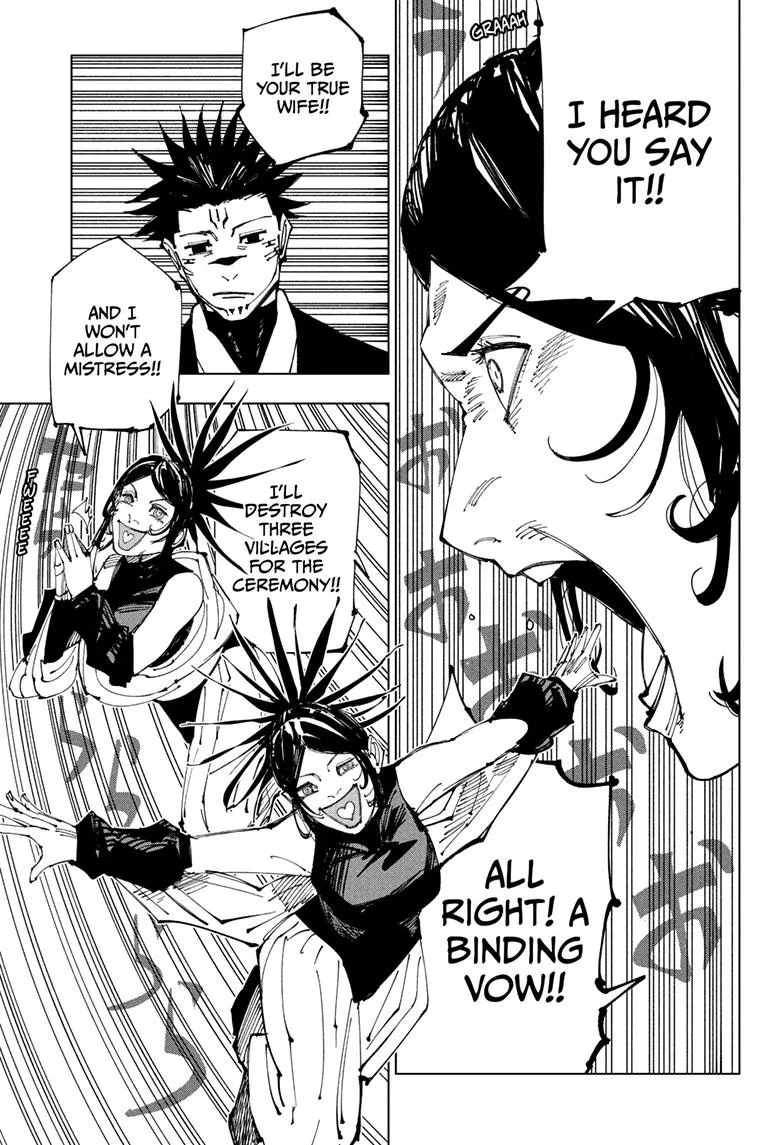 GRAAAH
I HEARD
YOU SAY
IT!!
ALL
RIGHT! A
BINDING
VOW!!
I'LL BE
YOUR TRUE
WIFE!!
AND I
WON'T
ALLOW A
MISTRESS!!
FWEEEE
I'LL
DESTROY
THREE
VILLAGES
FOR THE
CEREMONY!!